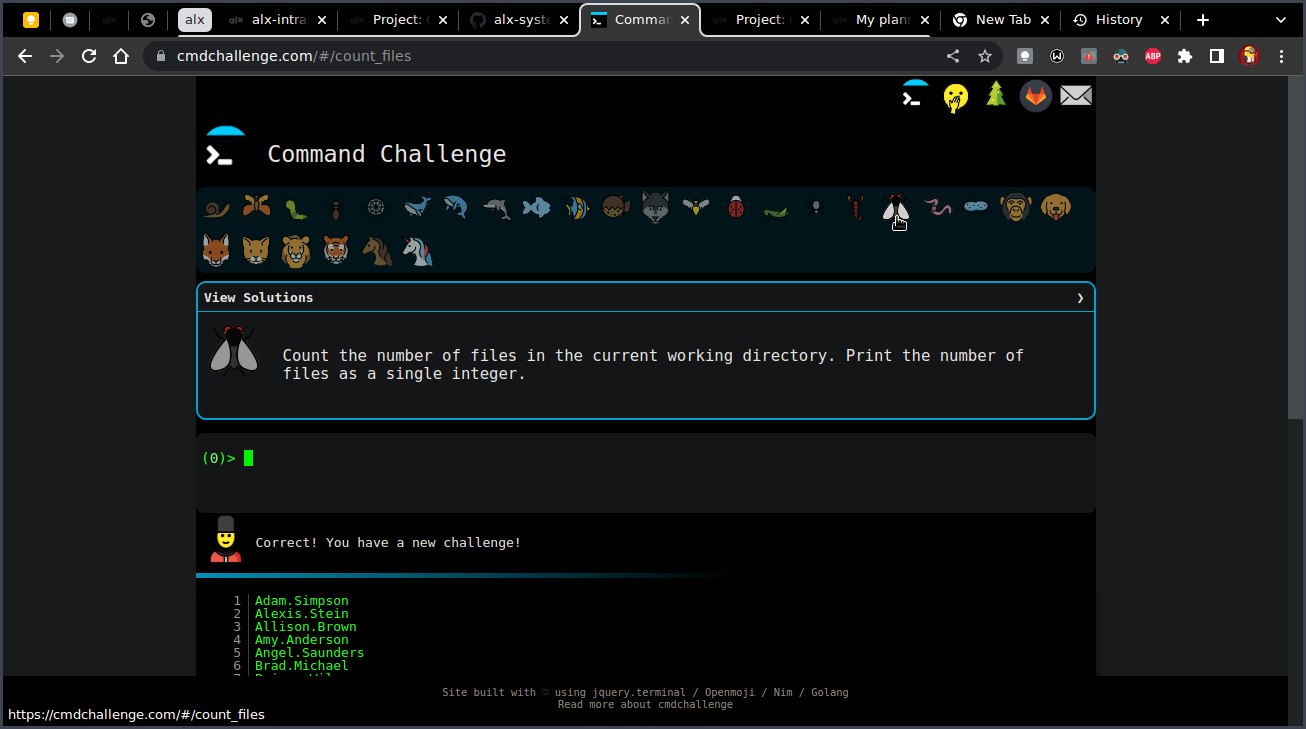 alx
alx-intra
Project:
alx-syste
Comman
Project:
My plann
New Tab
History
cmdchallenge.com/#/count_files
ABP
Command Challenge
View Solutions
Count the number of files in the current working directory. Print the number of
files as a single integer.
(0)>
Correct! You have a new challenge!
1 Adam.Simpson
2 Alexis.Stein
3 Allison.Brown
4 Amy.Anderson
5 Angel.Saunders
6 Brad.Michael
Site built with ♡ using jquery.terminal / Openmoji / Nim / Golang
Read more about cmdchallenge
https://cmdchallenge.com/#/count_files